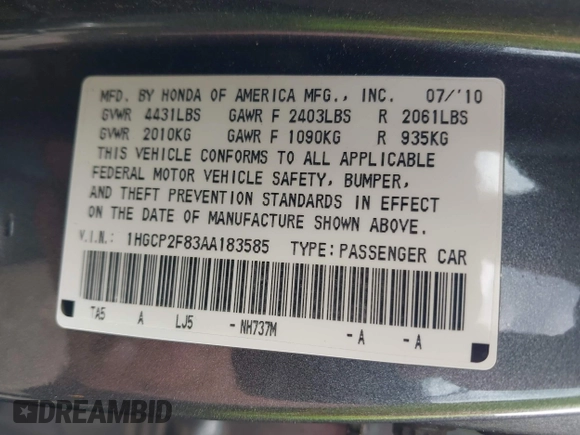 MFD. BY HONDA OF AMERICA MFG., INC. 07/'10
GVWR 4431LBS GAWR F 2403LBS R 2061LBS
GVWR 2010KG GAWR F 1090KG R 935KG
THIS VEHICLE CONFORMS TO ALL APPLICABLE
FEDERAL MOTOR VEHICLE SAFETY, BUMPER,
AND THEFT PREVENTION STANDARDS IN EFFECT
ON THE DATE OF MANUFACTURE SHOWN ABOVE.
V.I.N.: 1HGCP2F83AA183585 TYPE:PASSENGER CAR
TA5 A LJ5 - NH737M - A - A
DREAMBID